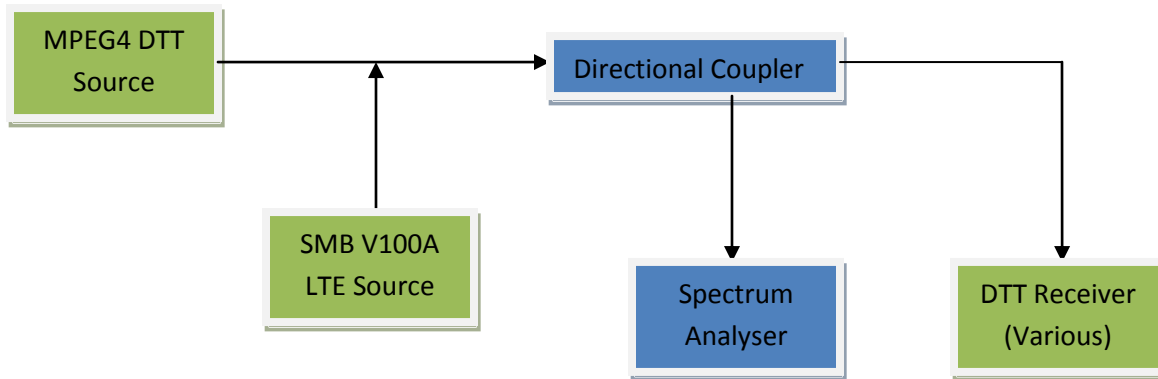 MPEG4 DTT
Source
Directional Coupler
SMB V100A
LTE Source
Spectrum
Analyser
DTT Receiver
(Various)